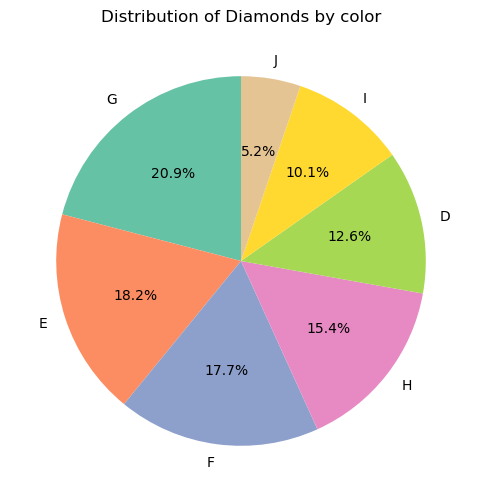 Distribution of Diamonds by color
J
I
G
5.2%
20.9%
10.1%
D
12.6%
18.2%
E
15.4%
17.7%
H
F